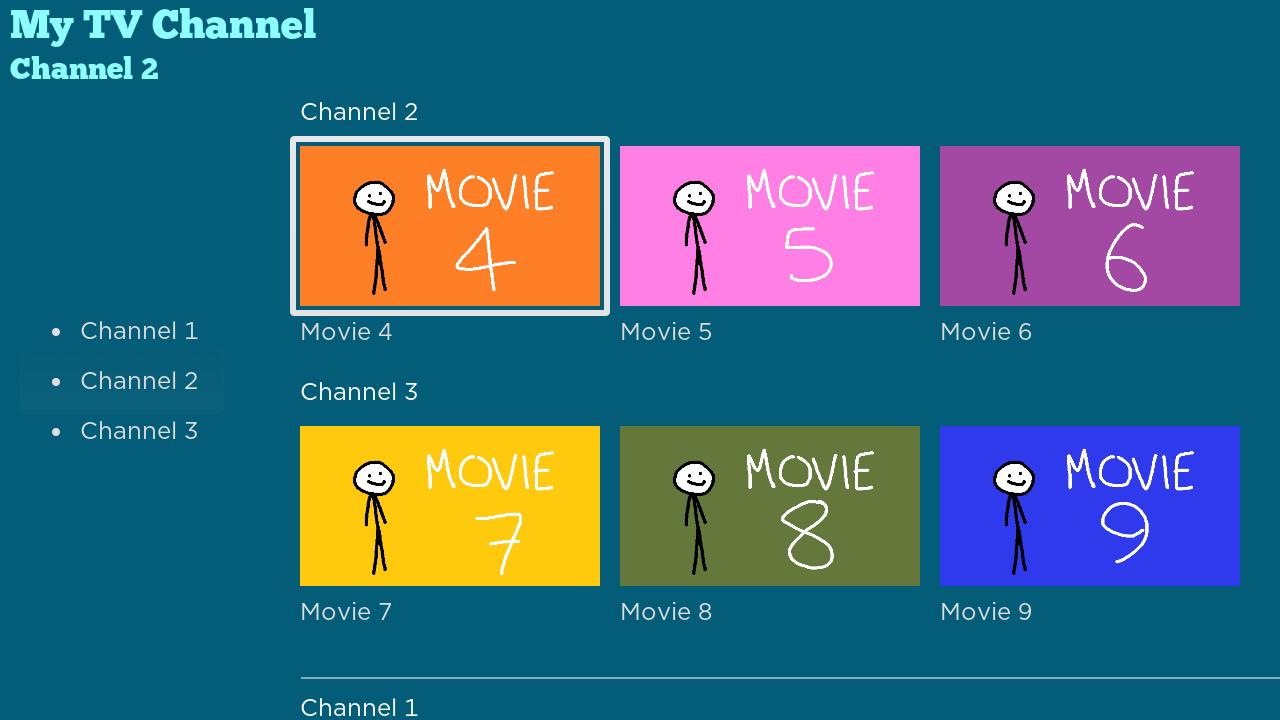 My TV Channel
Channel 2
Channel 2
MOVIE 4
MOVIE 5
MOVIE 6
Movie 4
Movie 5
Movie 6
Channel 1
Channel 2
Channel 3
Channel 3
MOVIE 7
MOVIE 8
MOVIE 9
Movie 7
Movie 8
Movie 9
Channel 1